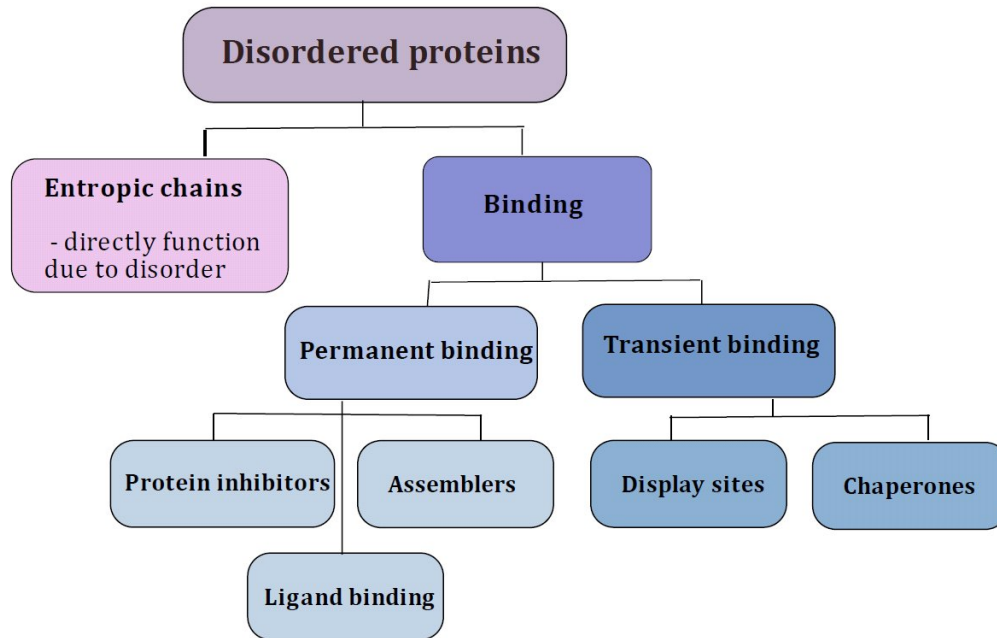 Disordered proteins
Entropic chains
- directly function
due to disorder
Binding
Permanent binding
Transient binding
Protein inhibitors
Assemblers
Display sites
Chaperones
Ligand binding